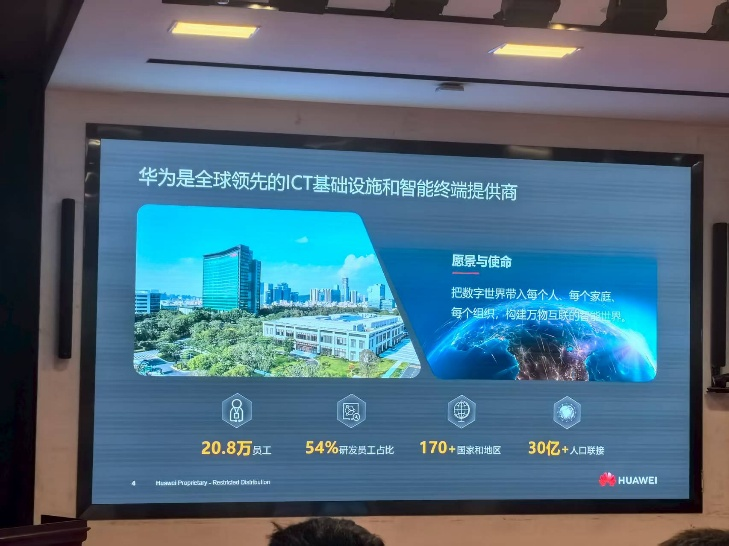 华为是全球领先的ICT基础设施和智能终端提供商
愿景与使命
把数字世界带入每个人、每个家庭、
每个组织，构建万物互联的智能世界。
20.8万员工
54%研发员工占比
170+国家和地区
30亿+人口联接
4 Huawei Proprietary - Restricted Distribution
HUAWEI